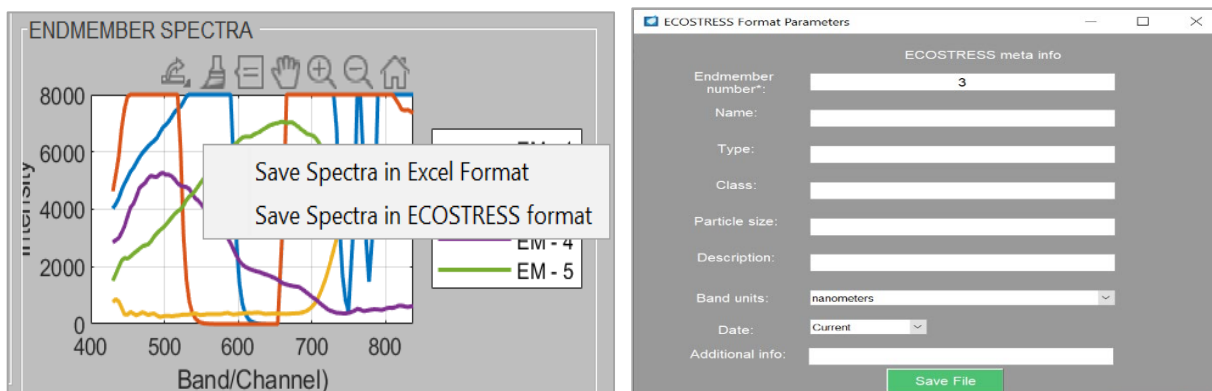 ENDMEMBER SPECTRA
8000
6000
4000
2000
0
400 500 600 700 800
Band/Channel)
Intensity
Save Spectra in Excel Format
Save Spectra in ECOSTRESS format
EM - 4
EM - 5
ECOSTRESS Format Parameters
ECOSTRESS meta info
Endmember
number*:
3
Name:
Type:
Class:
Particle size:
Description:
Band units:
nanometers
Date:
Current
Additional info:
Save File